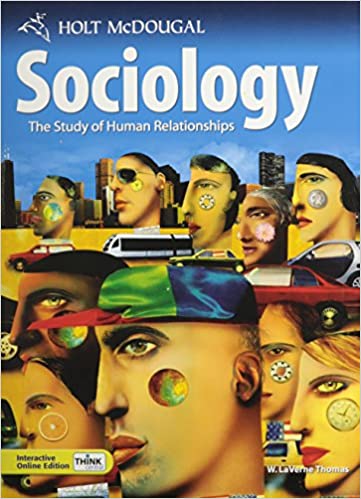 HOLT McDOUGAL
Sociology
The Study of Human Relationships
Interactive
Online Edition
THINK
W. LaVerne Thomas